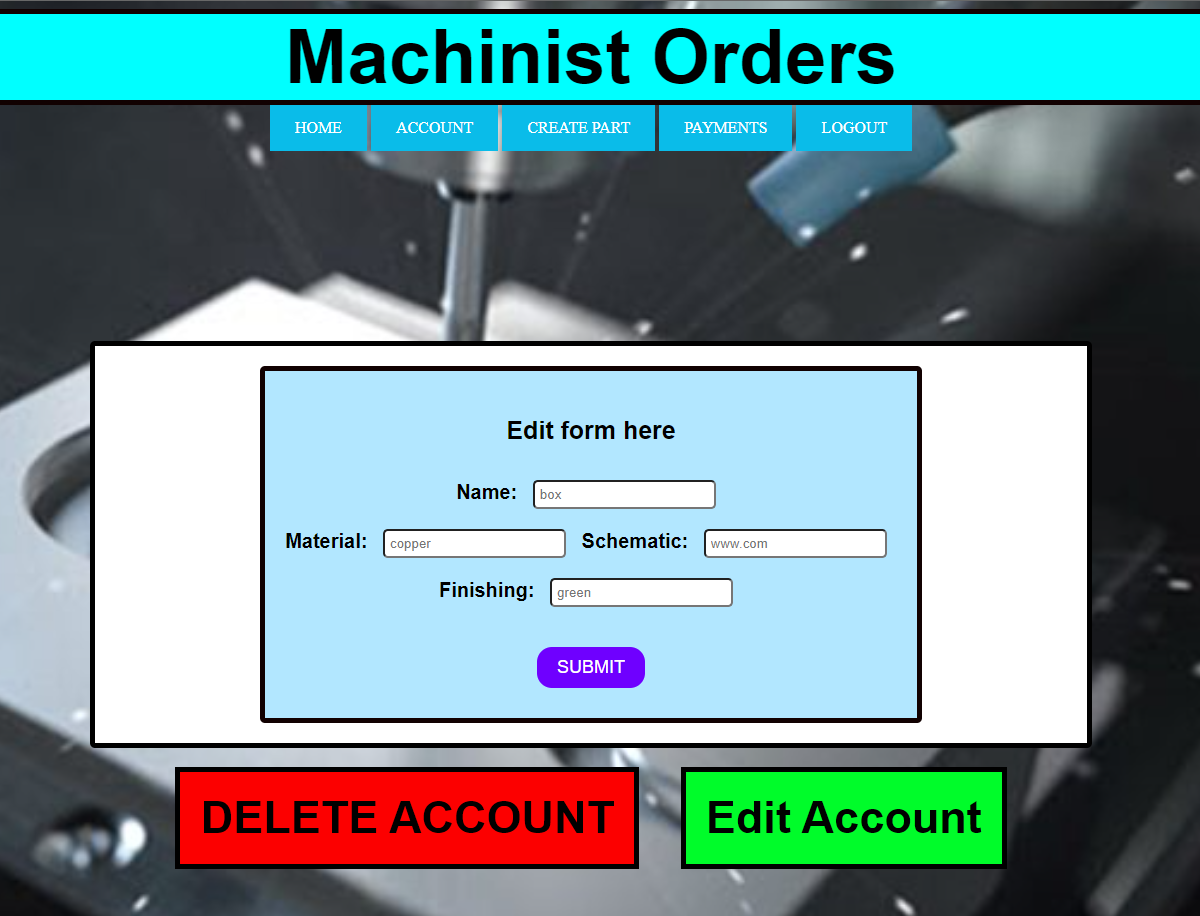 Machinist Orders
HOME ACCOUNT CREATE PART PAYMENTS LOGOUT
Edit form here
Name: box
Material: copper Schematic: www.com
Finishing: green
SUBMIT
DELETE ACCOUNT Edit Account